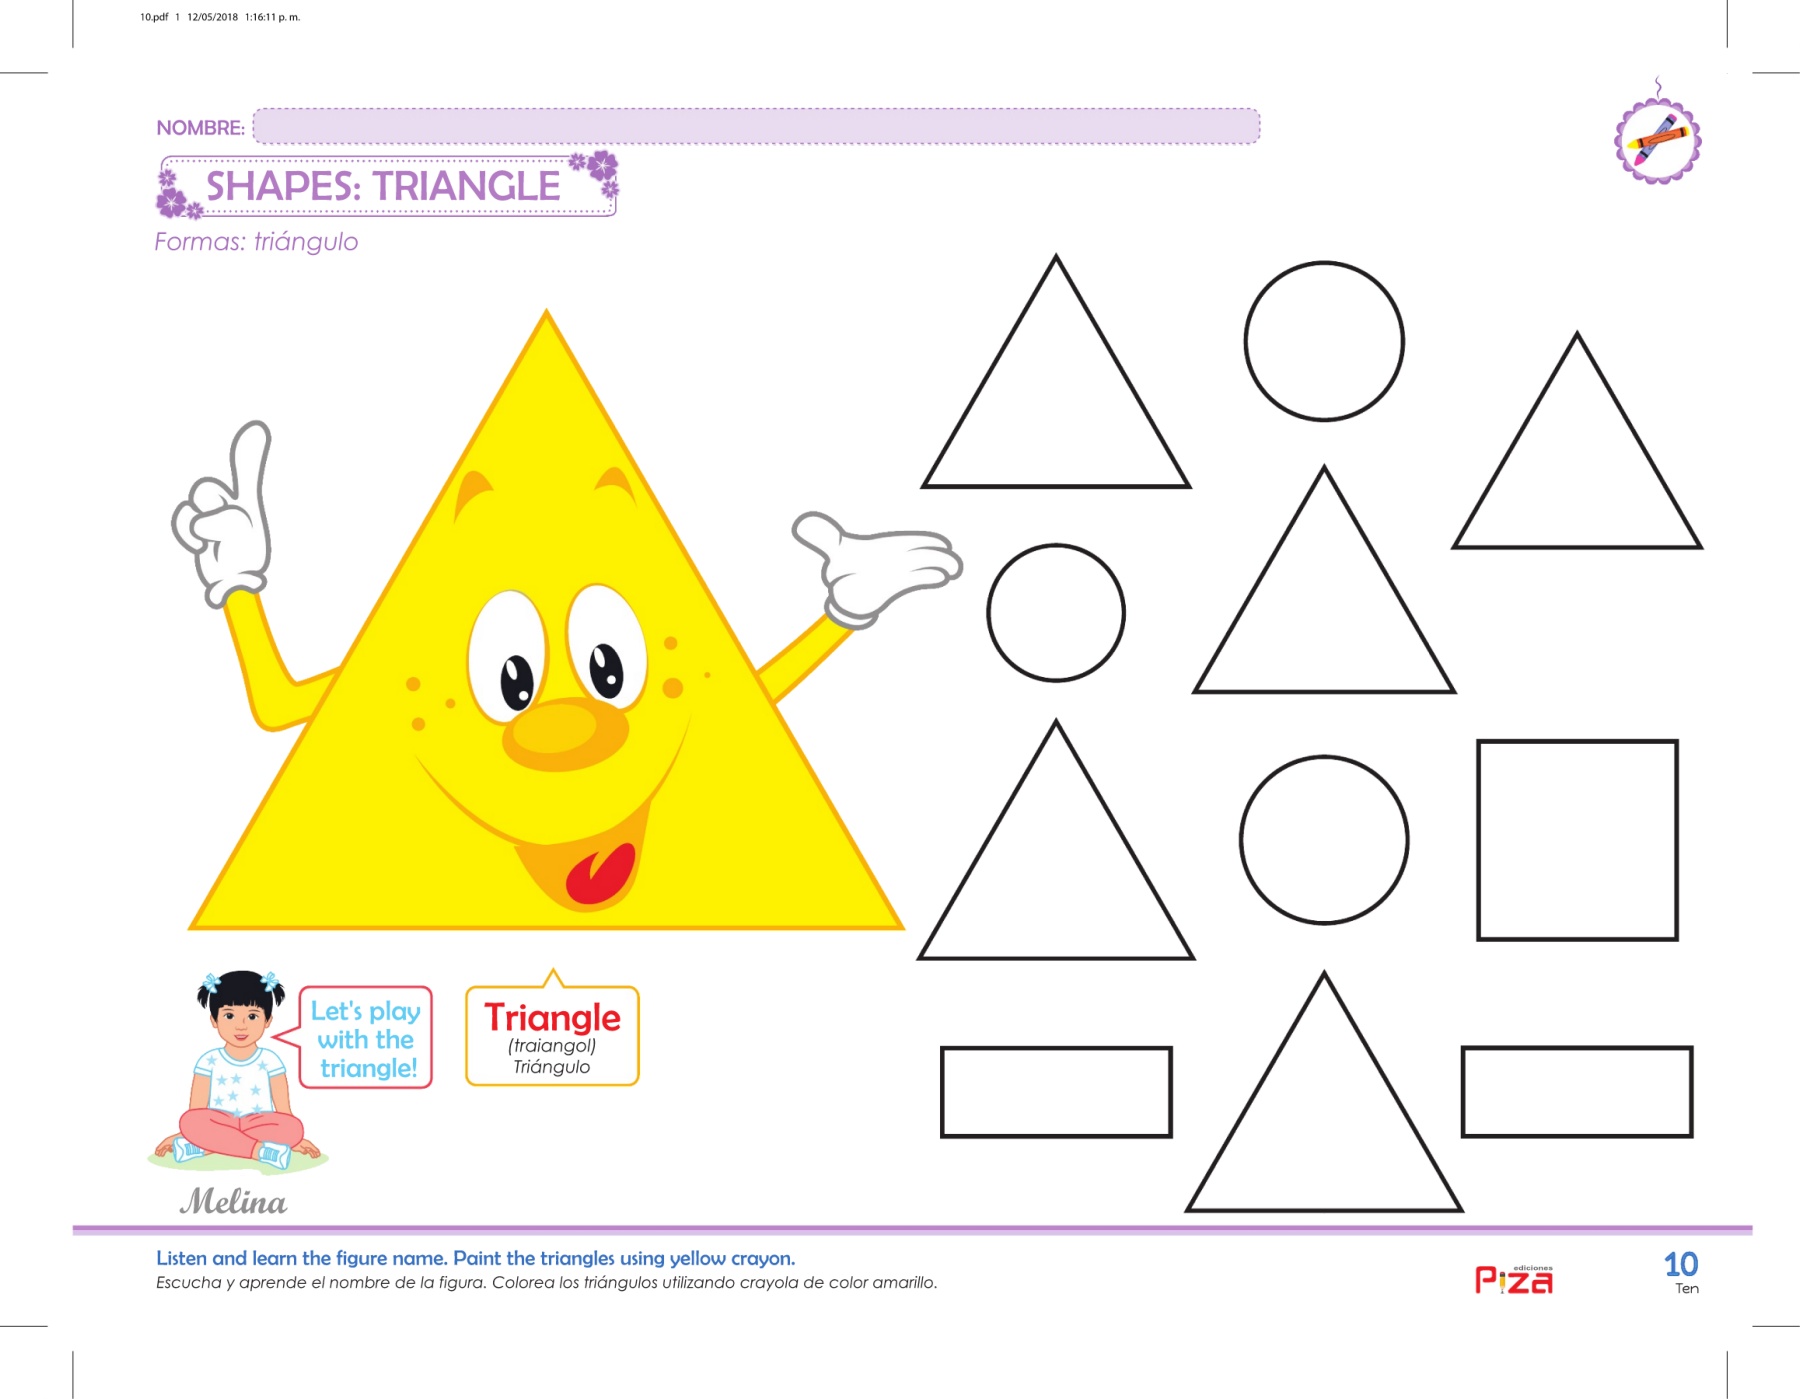 10.pdf 1 12/05/2018 1:16:11 p. m.
NOMBRE:
SHAPES: TRIANGLE
Formas: triángulo
Let's play
with the
triangle!
Triangle
(traiangol)
Triángulo
Melina
Listen and learn the figure name. Paint the triangles using yellow crayon.
Escucha y aprende el nombre de la figura. Colorea los triángulos utilizando crayola de color amarillo.
ediciones
Piza
10
Ten